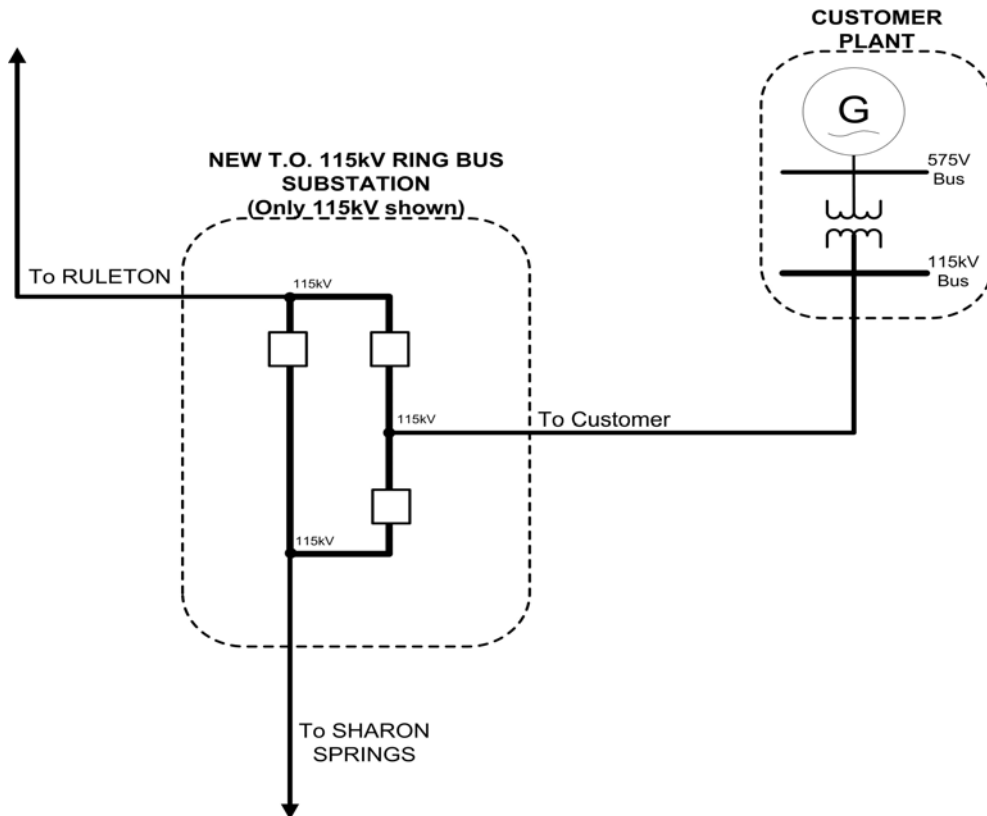 CUSTOMER
PLANT
G
575V
Bus
115kV
Bus
NEW T.O. 115kV RING BUS
SUBSTATION
(Only 115kV shown)
To RULETON
115kV
115kV
To Customer
115kV
To SHARON
SPRINGS